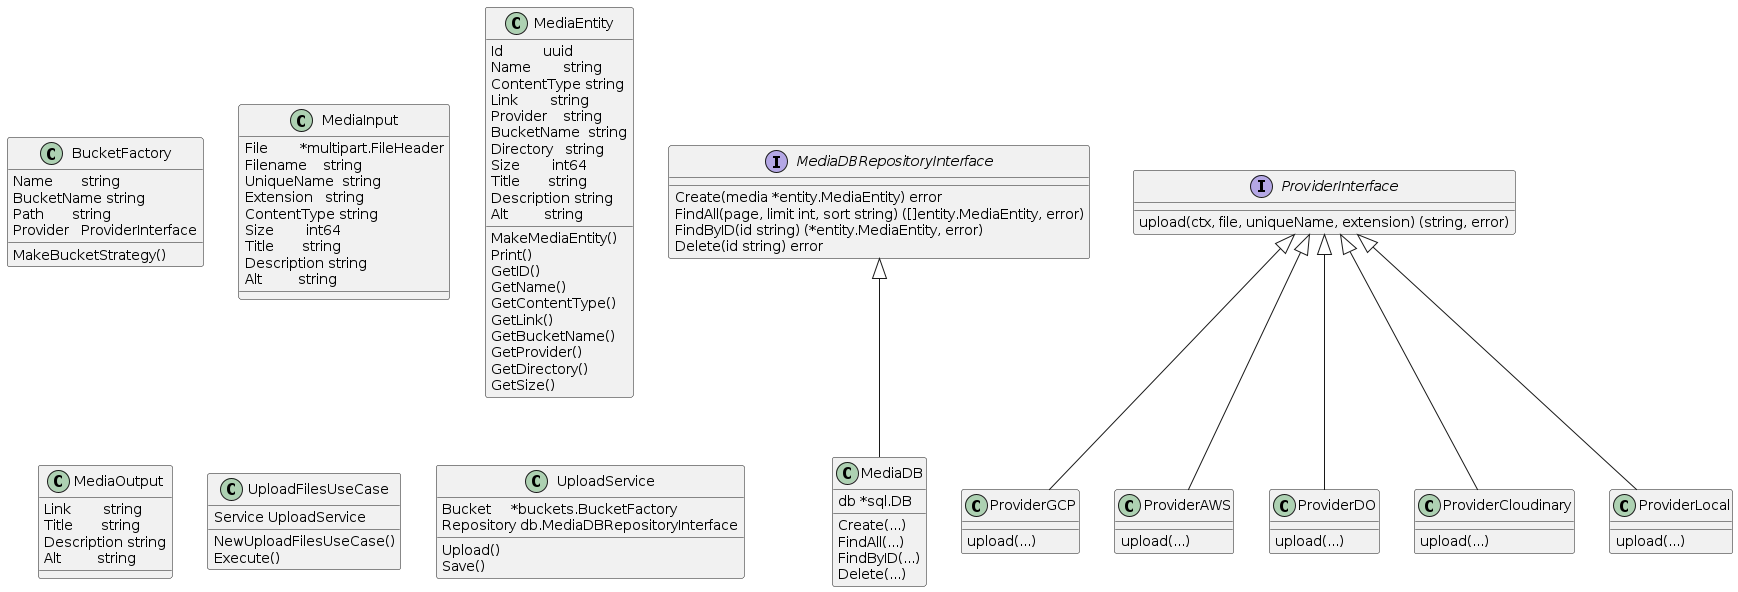 C BucketFactory
Name string
BucketName string
Path string
Provider ProviderInterface
MakeBucketStrategy()
C MediaInput
File *multipart.FileHeader
Filename string
UniqueName string
Extension string
ContentType string
Size int64
Title string
Description string
Alt string
C MediaEntity
Id uuid
Name string
ContentType string
Link string
Provider string
BucketName string
Directory string
Size int64
Title string
Description string
Alt string
MakeMediaEntity()
Print()
GetID()
GetName()
GetContentType()
GetLink()
GetBucketName()
GetProvider()
GetDirectory()
GetSize()
I MediaDBRepositoryInterface
Create(media *entity.MediaEntity) error
FindAll(page, limit int, sort string) ([]entity.MediaEntity, error)
FindByID(id string) (*entity.MediaEntity, error)
Delete(id string) error
I ProviderInterface
upload(ctx, file, uniqueName, extension) (string, error)
C MediaOutput
Link string
Title string
Description string
Alt string
C UploadFilesUseCase
Service UploadService
NewUploadFilesUseCase()
Execute()
C UploadService
Bucket *buckets.BucketFactory
Repository db.MediaDBRepositoryInterface
Upload()
Save()
C MediaDB
db *sql.DB
Create(...)
FindAll(...)
FindByID(...)
Delete(...)
C ProviderGCP
upload(...)
C ProviderAWS
upload(...)
C ProviderDO
upload(...)
C ProviderCloudinary
upload(...)
C ProviderLocal
upload(...)